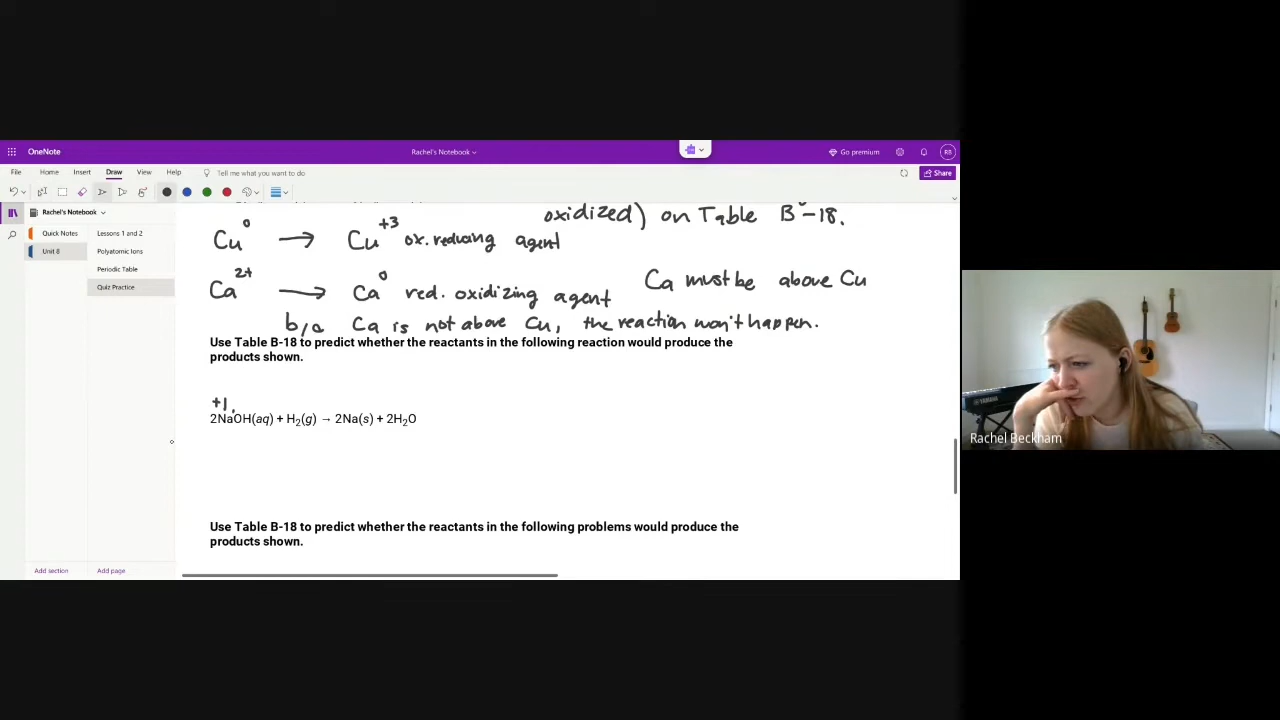 OneNote
Rachel's Notebook
Go premium
RB
File Home Insert Draw View Help Tell me what you want to do
Share
Rachel's Notebook
Quick Notes
Unit 8
Lessons 1 and 2
Polyatomic Ions
Periodic Table
Quiz Practice
oxidized) on Table B-18.
Cu⁰ → Cu⁺³ ox. reducing agent
Ca²⁺ → Ca⁰ red. oxidizing agent Ca must be above Cu
b/c Ca is not above Cu, the reaction won't happen.
Use Table B-18 to predict whether the reactants in the following reaction would produce the
products shown.
+1
2NaOH(aq) + H₂(g) → 2Na(s) + 2H₂O
Use Table B-18 to predict whether the reactants in the following problems would produce the
products shown.
Add section
Add page
YAMAHA
Rachel Beckham